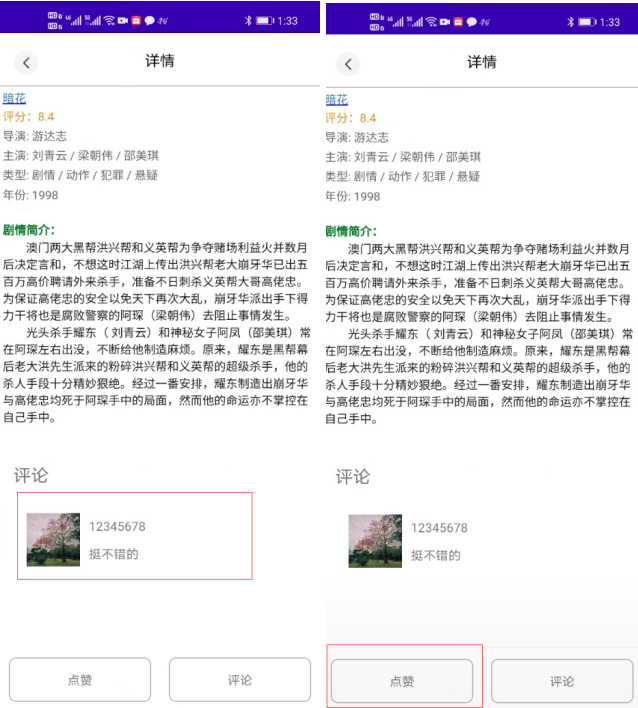 1:33
详情
暗花
评分：8.4
导演: 游达志
主演: 刘青云 / 梁朝伟 / 邵美琪
类型: 剧情 / 动作 / 犯罪 / 悬疑
年份: 1998
剧情简介：
澳门两大黑帮洪兴帮和义英帮为争夺赌场利益火并数月
后决定言和，不想这时江湖上传出洪兴帮老大崩牙华已出五
百万高价聘请外来杀手，准备不日刺杀义英帮大哥高佬忠。
为保证高佬忠的安全以免天下再次大乱，崩牙华派出手下得
力干将也是腐败警察的阿琛（梁朝伟）去阻止事情发生。
光头杀手耀东（ 刘青云）和神秘女子阿凤（邵美琪）常
在阿琛左右出没，不断给他制造麻烦。原来，耀东是黑帮幕
后老大洪先生派来的粉碎洪兴帮和义英帮的超级杀手，他的
杀人手段十分精妙狠绝。经过一番安排，耀东制造出崩牙华
与高佬忠均死于阿琛手中的局面，然而他的命运亦不掌控在
自己手中。
评论
12345678
挺不错的
点赞
评论
1:33
详情
暗花
评分：8.4
导演: 游达志
主演: 刘青云 / 梁朝伟 / 邵美琪
类型: 剧情 / 动作 / 犯罪 / 悬疑
年份: 1998
剧情简介：
澳门两大黑帮洪兴帮和义英帮为争夺赌场利益火并数月
后决定言和，不想这时江湖上传出洪兴帮老大崩牙华已出五
百万高价聘请外来杀手，准备不日刺杀义英帮大哥高佬忠。
为保证高佬忠的安全以免天下再次大乱，崩牙华派出手下得
力干将也是腐败警察的阿琛（梁朝伟）去阻止事情发生。
光头杀手耀东（ 刘青云）和神秘女子阿凤（邵美琪）常
在阿琛左右出没，不断给他制造麻烦。原来，耀东是黑帮幕
后老大洪先生派来的粉碎洪兴帮和义英帮的超级杀手，他的
杀人手段十分精妙狠绝。经过一番安排，耀东制造出崩牙华
与高佬忠均死于阿琛手中的局面，然而他的命运亦不掌控在
自己手中。
评论
12345678
挺不错的
点赞
评论